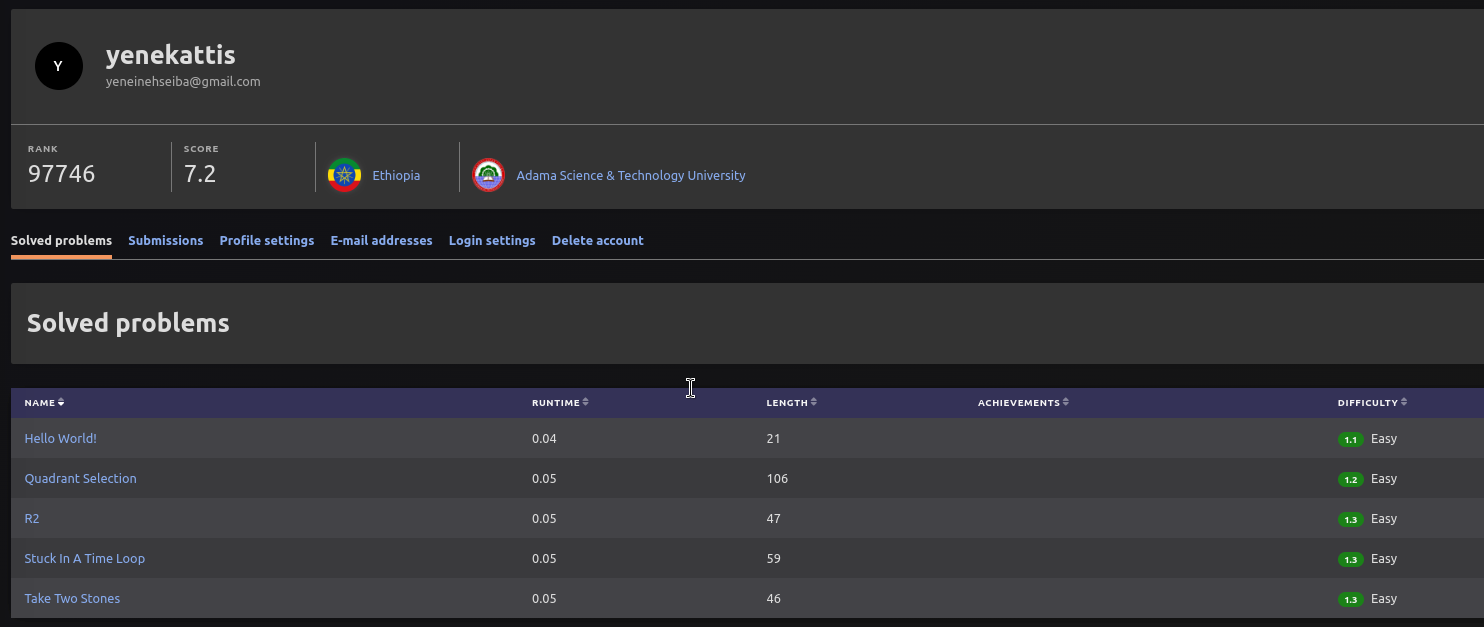 Y
yenekattis
yeneinehseiba@gmail.com
RANK SCORE
97746 7.2 Ethiopia Adama Science & Technology University
Solved problems Submissions Profile settings E-mail addresses Login settings Delete account
Solved problems
NAME RUNTIME LENGTH ACHIEVEMENTS DIFFICULTY
Hello World! 0.04 21 1.1 Easy
Quadrant Selection 0.05 106 1.2 Easy
R2 0.05 47 1.3 Easy
Stuck In A Time Loop 0.05 59 1.3 Easy
Take Two Stones 0.05 46 1.3 Easy